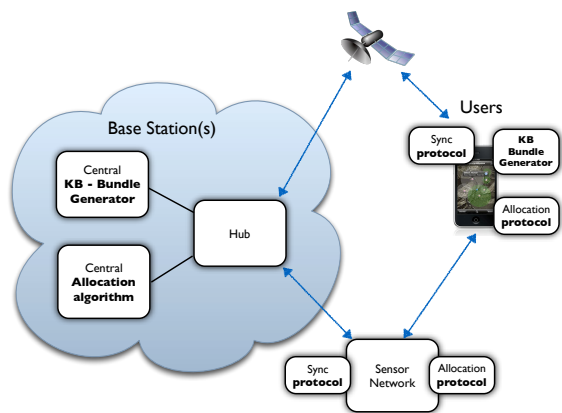 Users
Base Station(s)
Sync
protocol
KB
Bundle
Generator
Central
KB - Bundle
Generator
Allocation
protocol
Hub
Central
Allocation
algorithm
Sync
protocol
Sensor
Network
Allocation
protocol